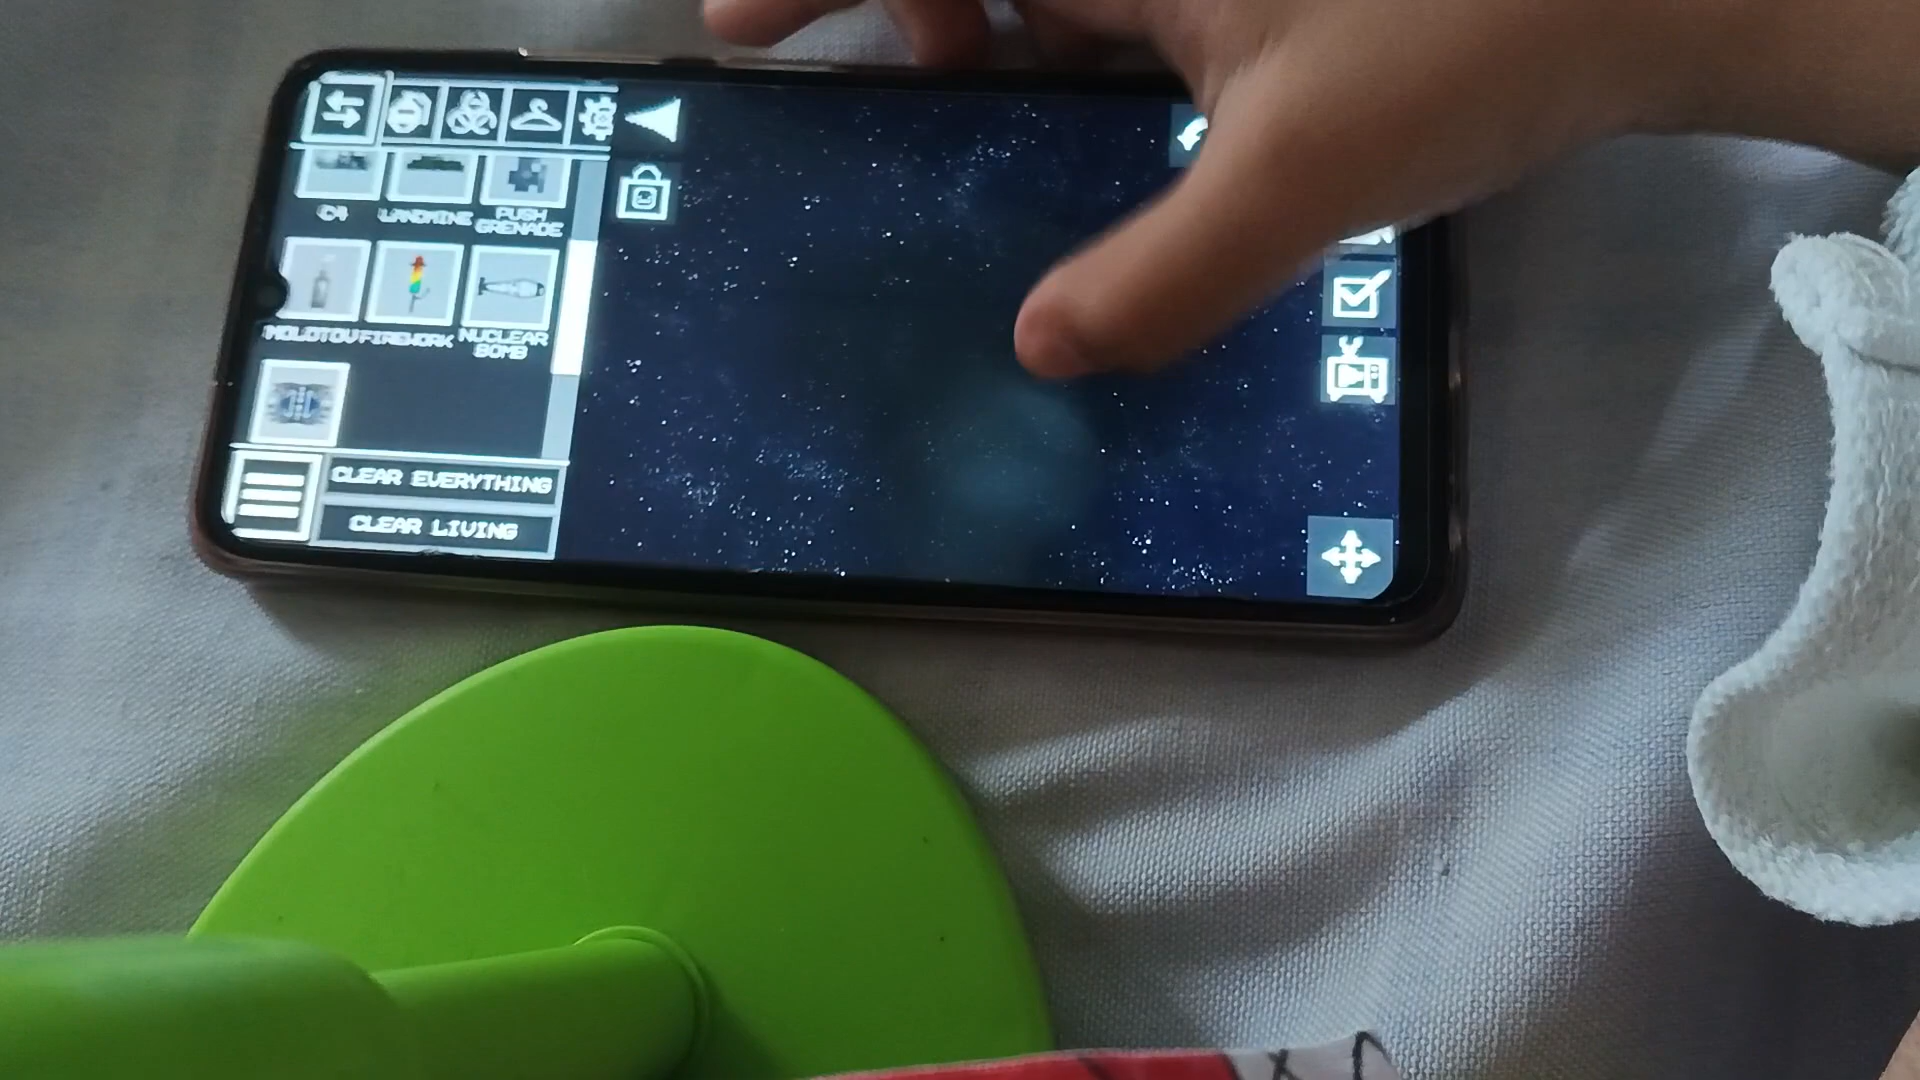 C4
LANDMINE
PUSH
GRENADE
MOLOTOV
FIREWORK
NUCLEAR
BOMB
CLEAR EVERYTHING
CLEAR LIVING